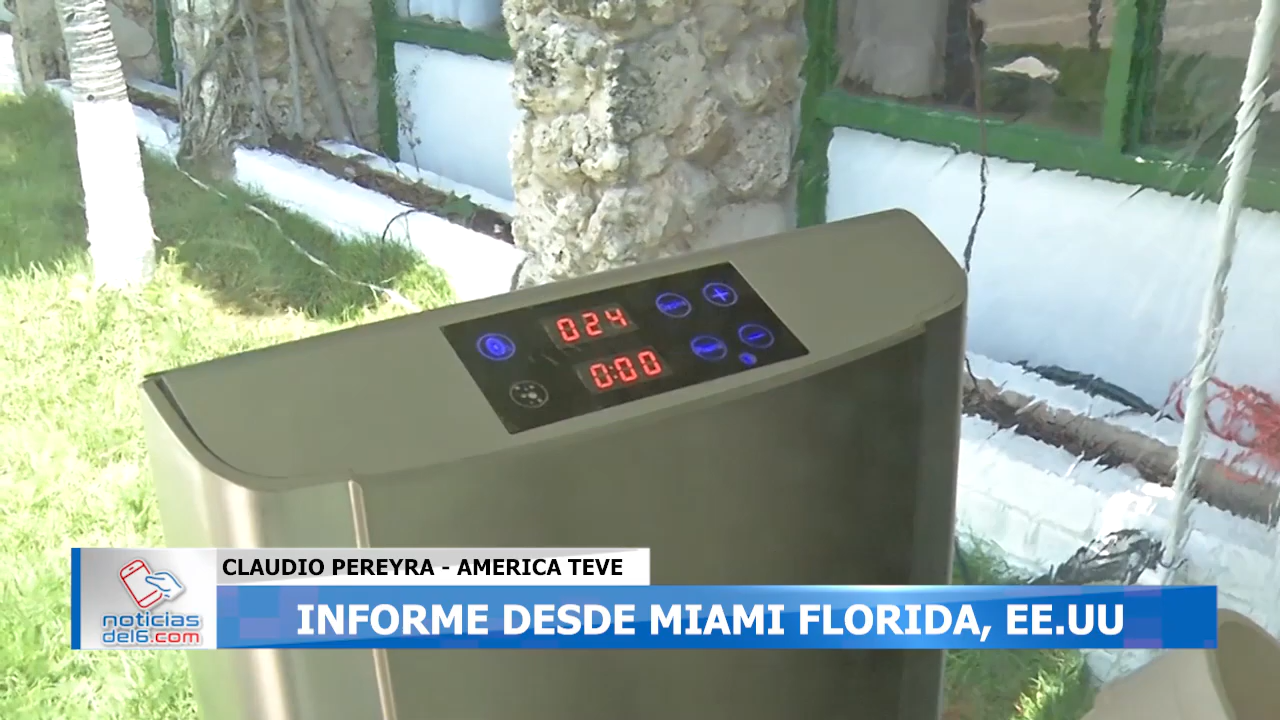 024
0:00
CLAUDIO PEREYRA - AMERICA TEVE
INFORME DESDE MIAMI FLORIDA, EE.UU
noticias
del6.com